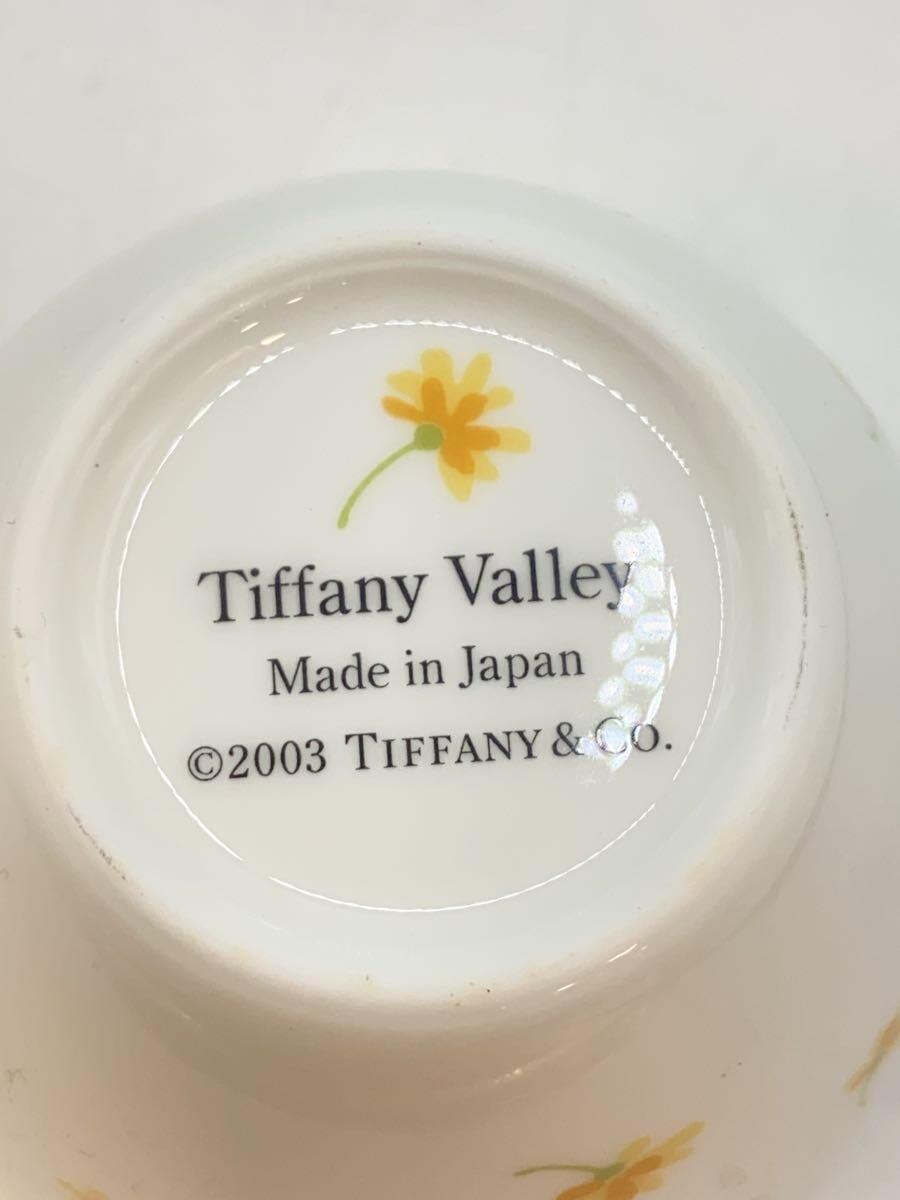 Tiffany Valley
Made in Japan
©2003 TIFFANY & CO.